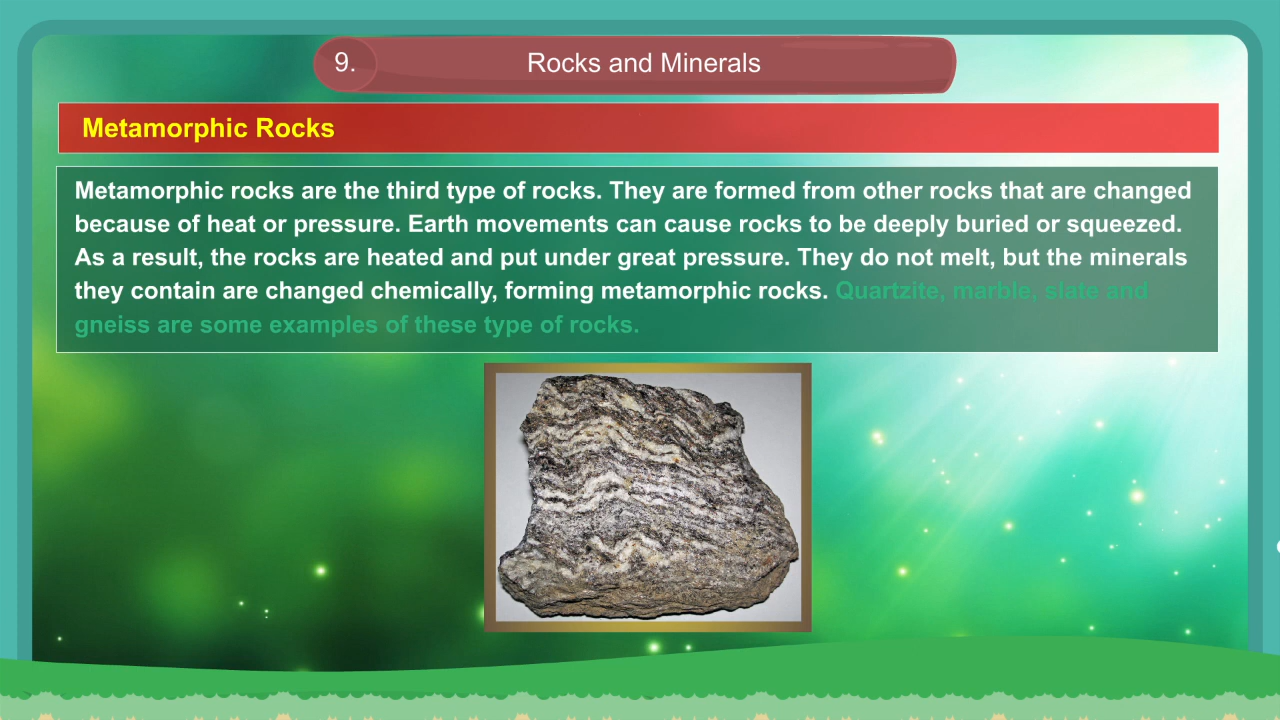 9.
Rocks and Minerals
Metamorphic Rocks
Metamorphic rocks are the third type of rocks. They are formed from other rocks that are changed
because of heat or pressure. Earth movements can cause rocks to be deeply buried or squeezed.
As a result, the rocks are heated and put under great pressure. They do not melt, but the minerals
they contain are changed chemically, forming metamorphic rocks. Quartzite, marble, slate and
gneiss are some examples of these type of rocks.